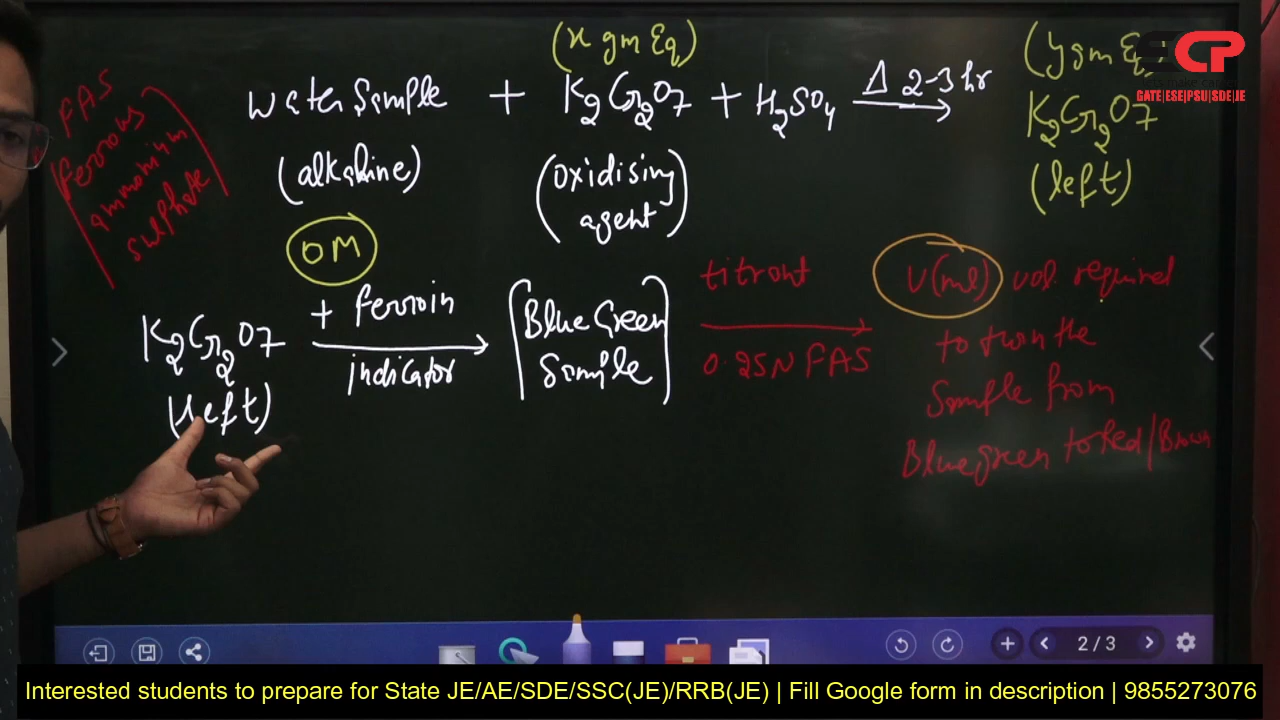 (x gm Eq)
(y gm Eq)
ECP
GATE|ESE|PSU|SDE|JE
Water Sample + K2Cr2O7 + H2SO4 Δ 2-3 hr
K2Cr2O7
(left)
(alkaline)
(oxidising
agent)
FAS
ferrous
ammonium
sulphate
OM
K2Cr2O7
(left)
+ ferroin
indicator
[Blue Green
Sample]
titrant
0.25N FAS
V(ml) vol. required
to turn the
Sample from
Bluegreen to Red/Brown
2/3
Interested students to prepare for State JE/AE/SDE/SSC(JE)/RRB(JE) | Fill Google form in description | 9855273076